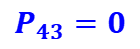 P₄₃ = 0